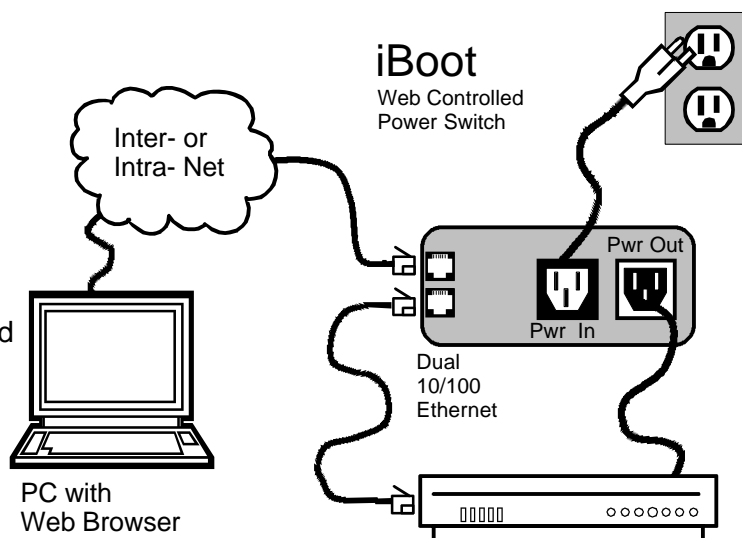 iBoot
Web Controlled
Power Switch
Inter- or
Intra- Net
Pwr Out
Pwr In
Dual
10/100
Ethernet
d
PC with
Web Browser